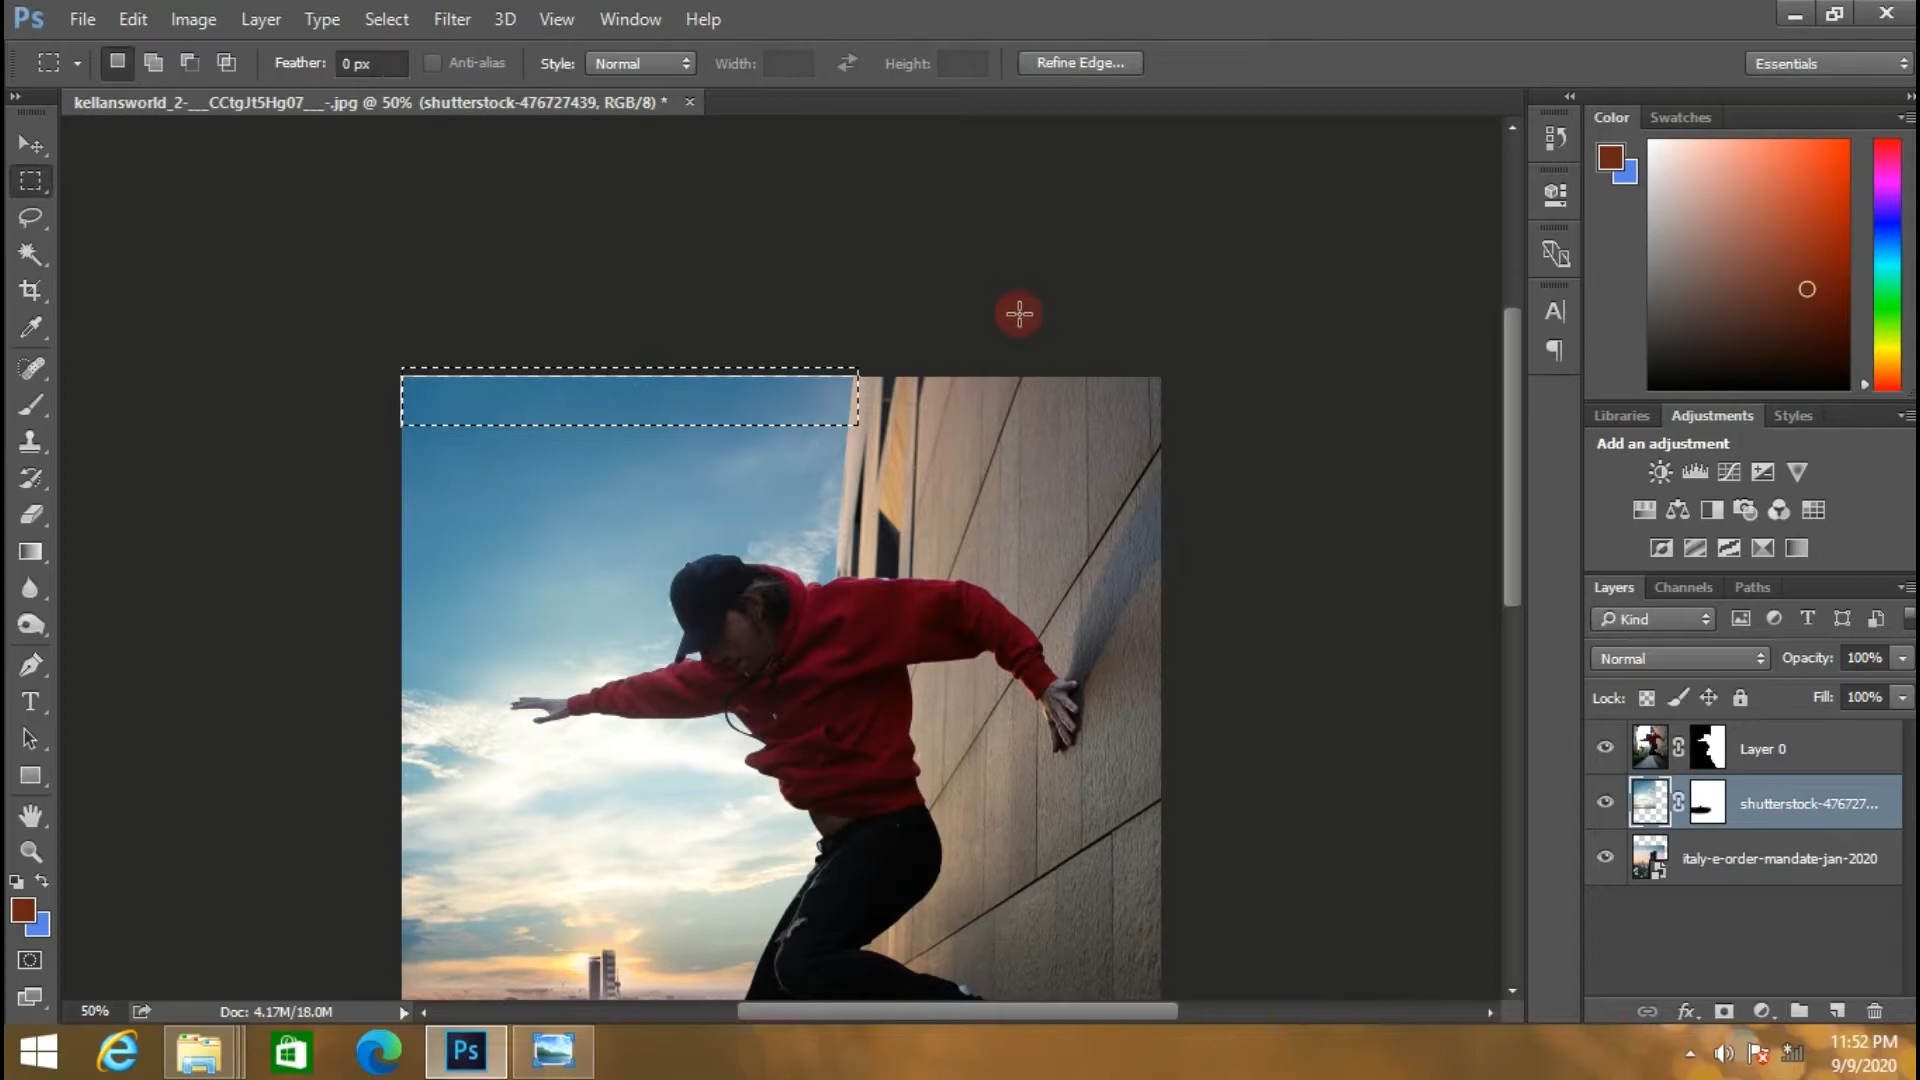 Ps File Edit Image Layer Type Select Filter 3D View Window Help
Feather: 0 px Anti-alias Style: Normal Width: Height: Refine Edge... Essentials
kellansworld_2-___CCtgJt5Hg07___-.jpg @ 50% (shutterstock-476727439, RGB/8) * ×
Color Swatches
Libraries Adjustments Styles
Add an adjustment
Layers Channels Paths
Kind
Normal Opacity: 100%
Lock: Fill: 100%
Layer 0
shutterstock-476727...
italy-e-order-mandate-jan-2020
50% Doc: 4.17M/18.0M
Ps
11:52 PM
9/9/2020